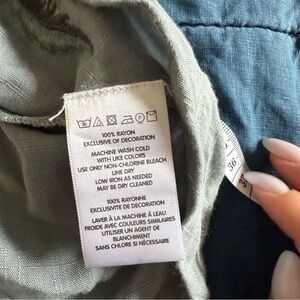 100% RAYON
EXCLUSIVE OF DECORATION
MACHINE WASH COLD
WITH LIKE COLORS
USE ONLY NON-CHLORINE BLEACH
LINE DRY
LOW IRON AS NEEDED
MAY BE DRY CLEANED
100% RAYONNE
EXCLUSIVITE DE DECORATION
LAVER À LA MACHINE À L'EAU
FROIDE AVEC COULEURS SIMILAIRES
UTILISER UN AGENT DE
BLANCHIMENT
SANS CHLORE SI NÉCESSAIRE
36